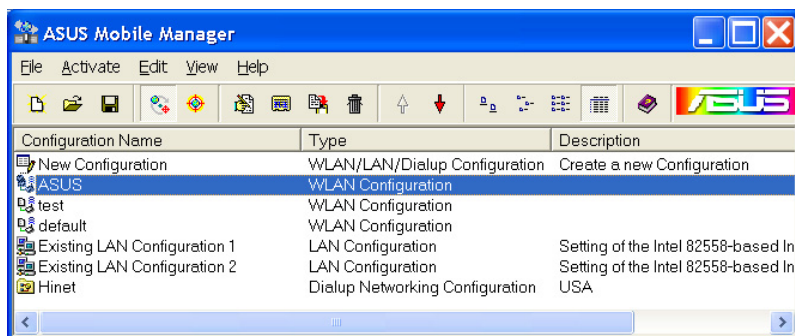 ASUS Mobile Manager
File Activate Edit View Help
ASUS
Configuration Name Type Description
New Configuration WLAN/LAN/Dialup Configuration Create a new Configuration
ASUS WLAN Configuration
test WLAN Configuration
default WLAN Configuration
Existing LAN Configuration 1 LAN Configuration Setting of the Intel 82558-based In
Existing LAN Configuration 2 LAN Configuration Setting of the Intel 82558-based In
Hinet Dialup Networking Configuration USA